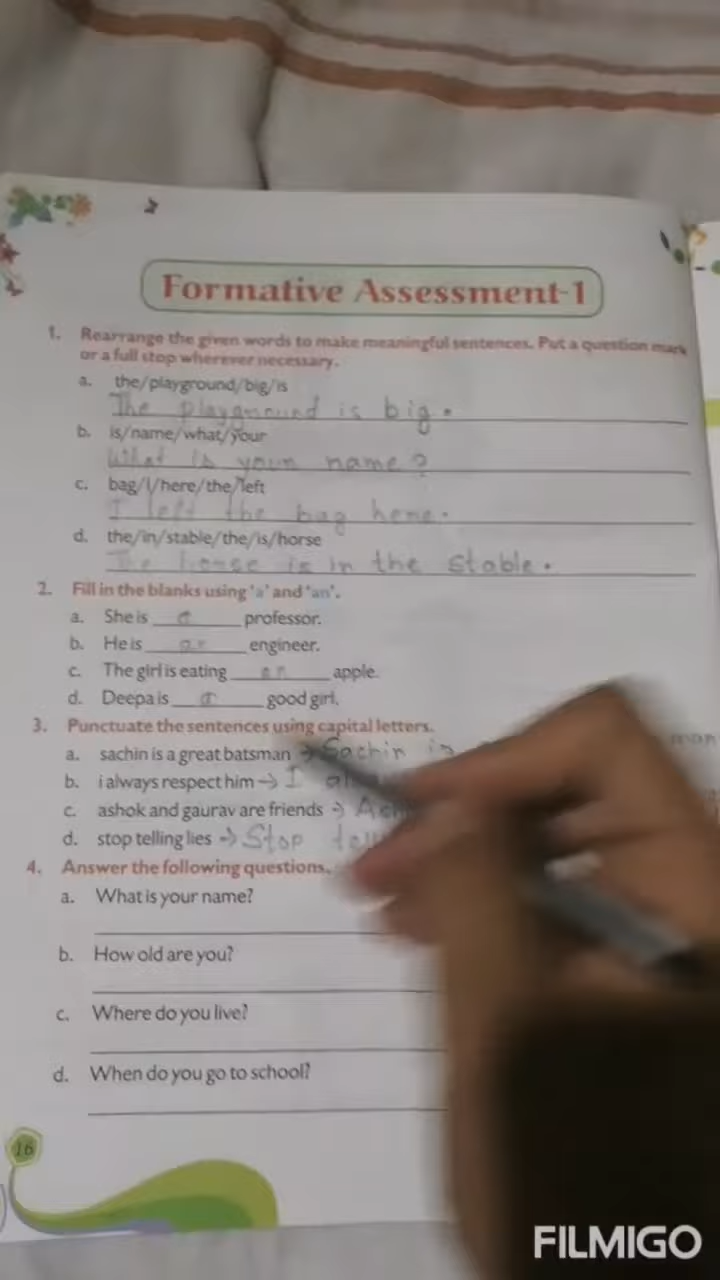 Formative Assessment-1
1. Rearrange the given words to make meaningful sentences. Put a question mark
or a full stop wherever necessary.
a. the/playground/big/is
The playground is big.
b. is/name/what/your
What is your name?
c. bag/I/here/the/left
I left the bag here.
d. the/in/stable/the/is/horse
The horse is in the stable.
2. Fill in the blanks using 'a' and 'an'.
a. She is a professor.
b. He is an engineer.
c. The girl is eating an apple.
d. Deepa is a good girl.
3. Punctuate the sentences using capital letters.
a. sachin is a great batsman → Sachin is
b. i always respect him → I
c. ashok and gaurav are friends →
d. stop telling lies → Stop
4. Answer the following questions.
a. What is your name?
b. How old are you?
c. Where do you live?
d. When do you go to school?
16
FILMIGO